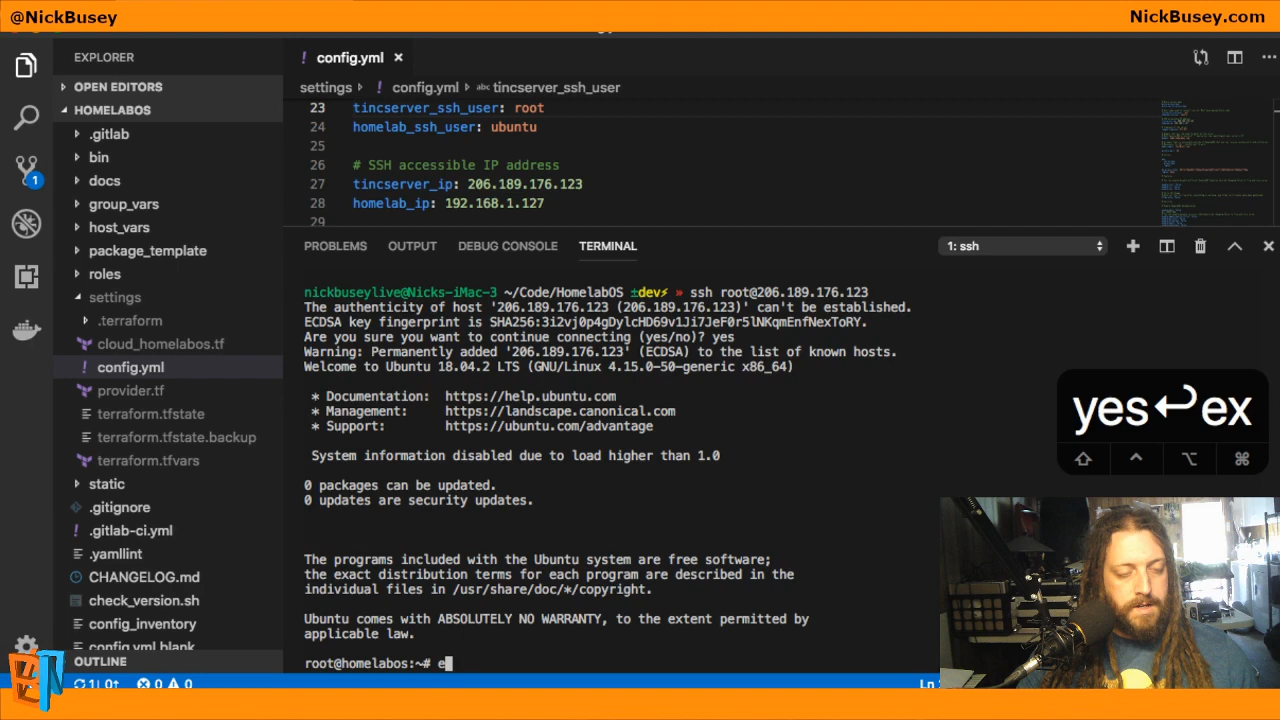 @NickBusey
NickBusey.com
EXPLORER
config.yml
OPEN EDITORS
HOMELABOS
.gitlab
bin
docs
group_vars
host_vars
package_template
roles
settings
.terraform
cloud_homelabos.tf
config.yml
provider.tf
terraform.tfstate
terraform.tfstate.backup
terraform.tfvars
static
.gitignore
.gitlab-ci.yml
.yamllint
CHANGELOG.md
check_version.sh
config_inventory
config.yml.blank
OUTLINE
settings config.yml tincserver_ssh_user
23 tincserver_ssh_user: root
24 homelab_ssh_user: ubuntu
25
26 # SSH accessible IP address
27 tincserver_ip: 206.189.176.123
28 homelab_ip: 192.168.1.127
29
PROBLEMS OUTPUT DEBUG CONSOLE TERMINAL 1: ssh
nickbuseylive@Nicks-iMac-3 ~/Code/HomelabOS ±dev⚡ » ssh root@206.189.176.123
The authenticity of host '206.189.176.123 (206.189.176.123)' can't be established.
ECDSA key fingerprint is SHA256:3i2vj0p4gDylcHD69v1Ji7JeF0r5lNKqmEnfNexToRY.
Are you sure you want to continue connecting (yes/no)? yes
Warning: Permanently added '206.189.176.123' (ECDSA) to the list of known hosts.
Welcome to Ubuntu 18.04.2 LTS (GNU/Linux 4.15.0-50-generic x86_64)
* Documentation: https://help.ubuntu.com
* Management: https://landscape.canonical.com
* Support: https://ubuntu.com/advantage
System information disabled due to load higher than 1.0
0 packages can be updated.
0 updates are security updates.
The programs included with the Ubuntu system are free software;
the exact distribution terms for each program are described in the
individual files in /usr/share/doc/*/copyright.
Ubuntu comes with ABSOLUTELY NO WARRANTY, to the extent permitted by
applicable law.
root@homelabos:~# e
yes↩ex
1↓ 0↑ 0 0
Ln